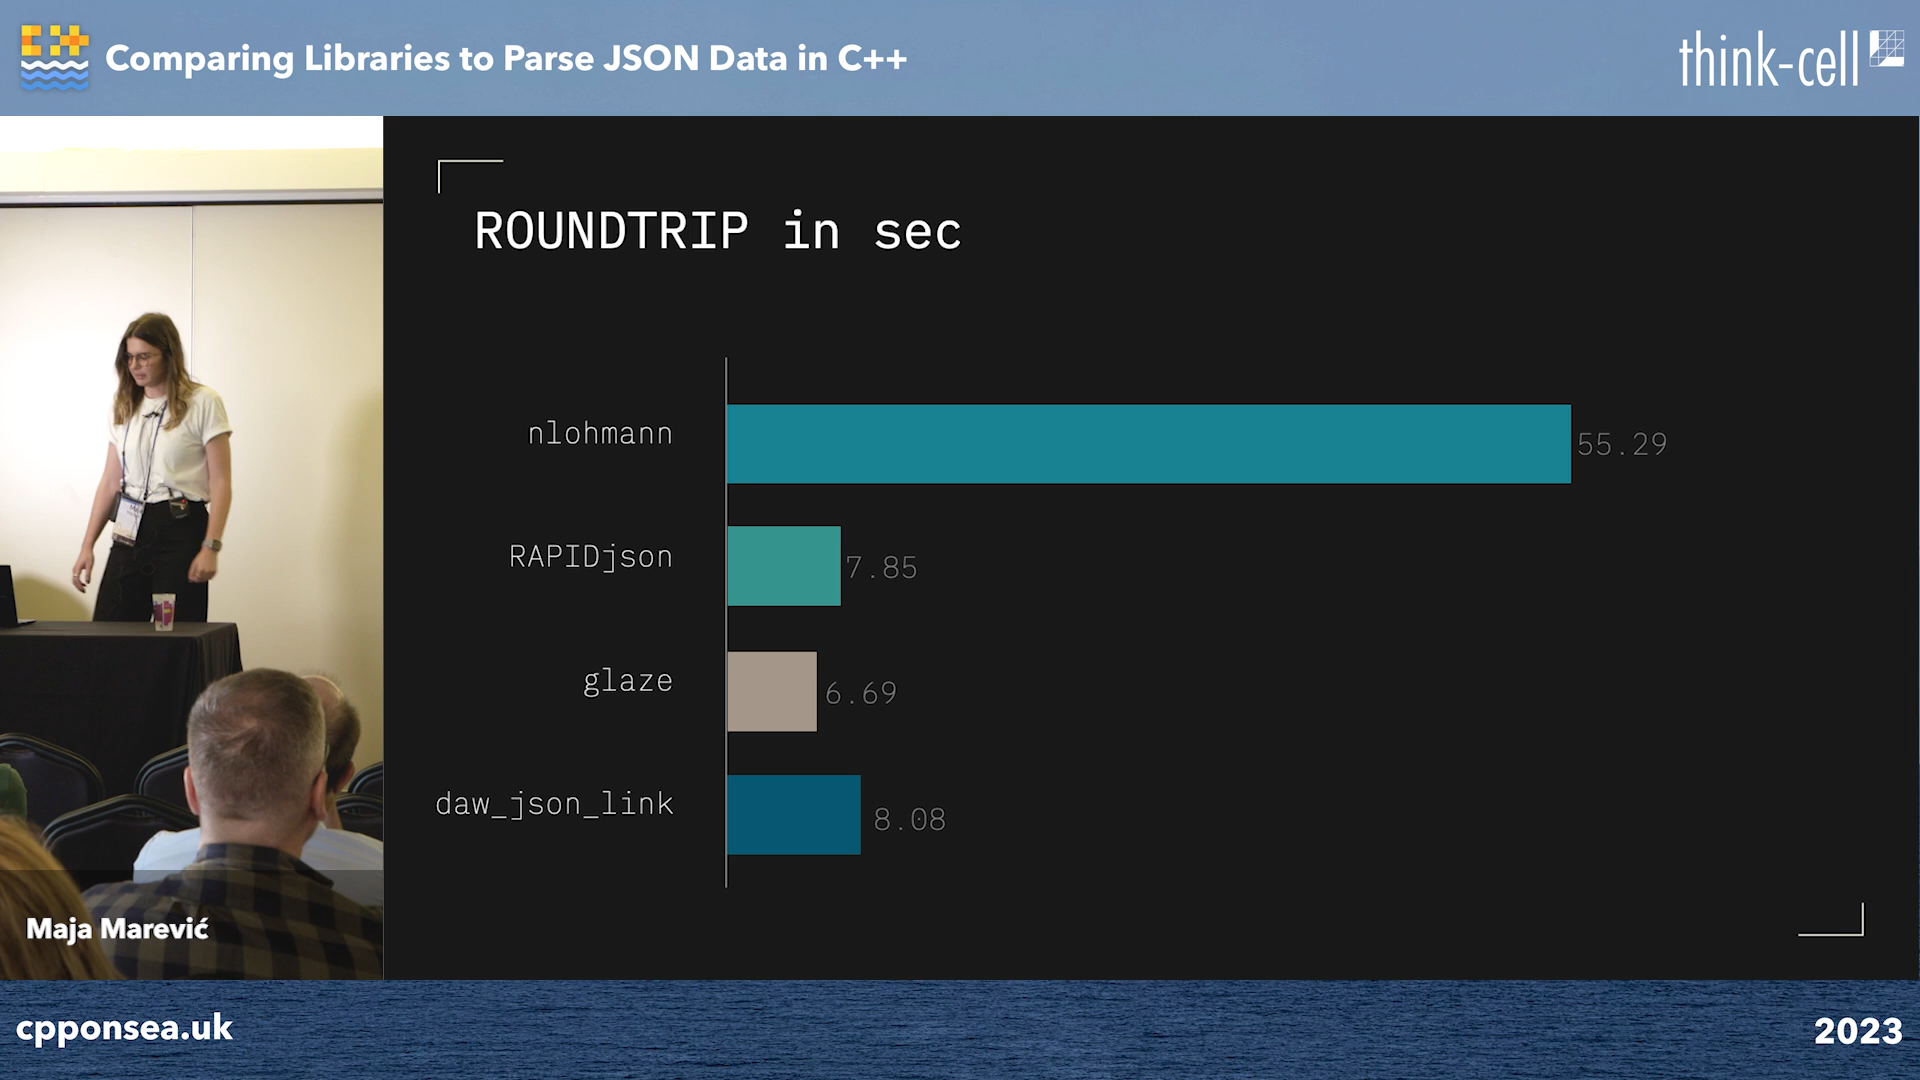 Comparing Libraries to Parse JSON Data in C++
think-cell
ROUNDTRIP in sec
nlohmann
55.29
RAPIDjson
7.85
glaze
6.69
daw_json_link
8.08
Maja Marević
cpponsea.uk
2023